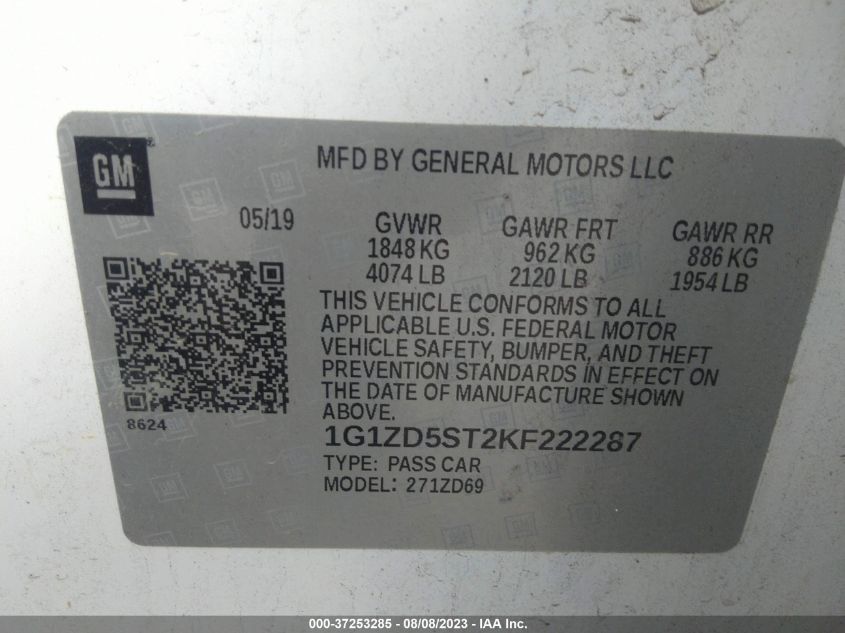 GM
MFD BY GENERAL MOTORS LLC
05/19
GVWR
1848 KG
4074 LB
GAWR FRT
962 KG
2120 LB
GAWR RR
886 KG
1954 LB
THIS VEHICLE CONFORMS TO ALL
APPLICABLE U.S. FEDERAL MOTOR
VEHICLE SAFETY, BUMPER, AND THEFT
PREVENTION STANDARDS IN EFFECT ON
THE DATE OF MANUFACTURE SHOWN
ABOVE.
8624
1G1ZD5ST2KF222287
TYPE: PASS CAR
MODEL: 271ZD69
000-37253285 - 08/08/2023 - IAA Inc.